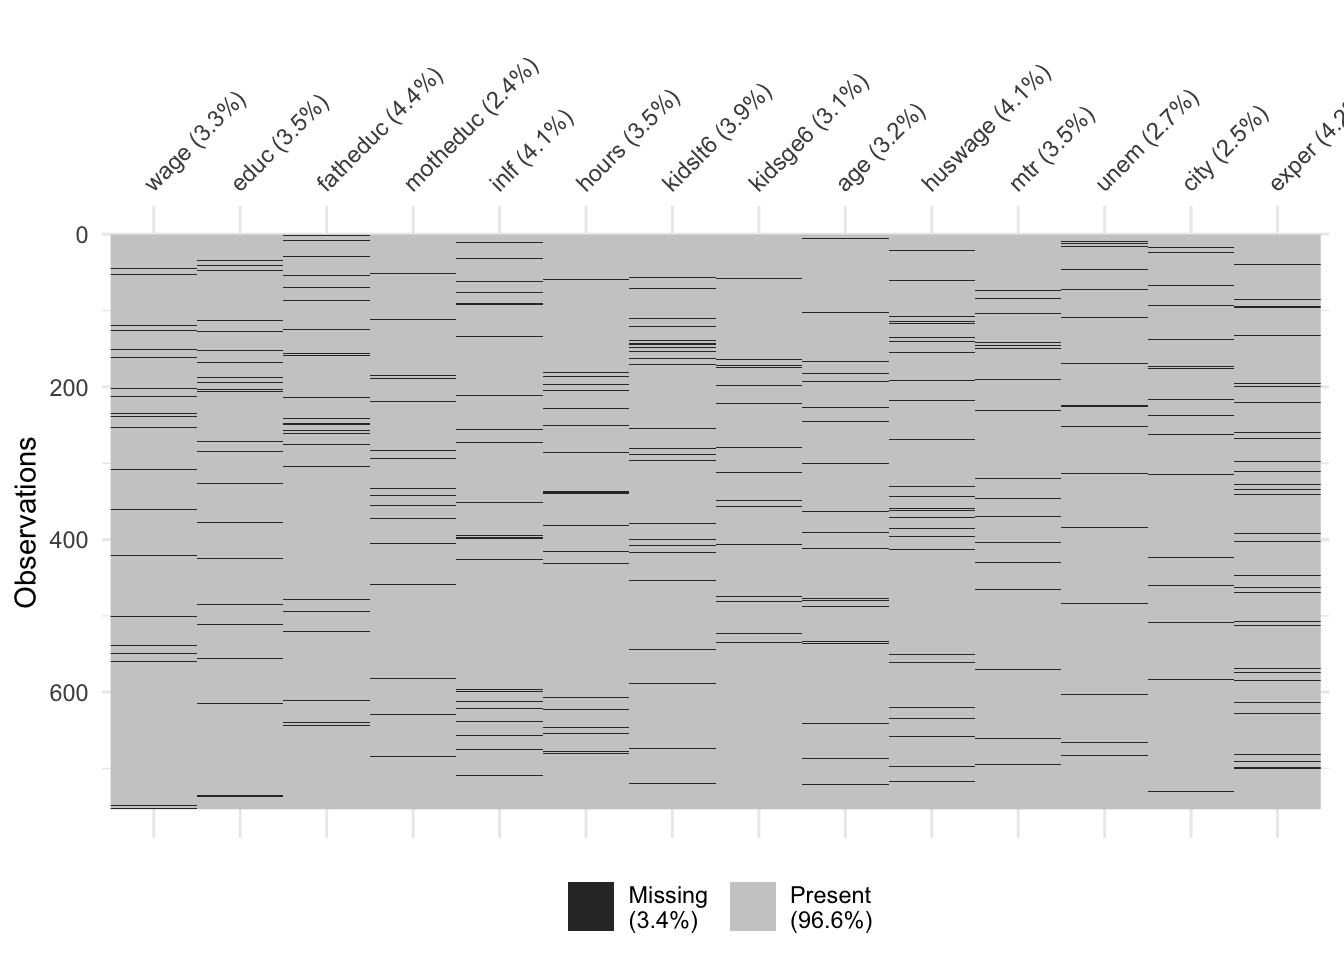 wage (3.3%)
educ (3.5%)
fatheduc (4.4%)
motheduc (2.4%)
inlf (4.1%)
hours (3.5%)
kidslt6 (3.9%)
kidsge6 (3.1%)
age (3.2%)
huswage (4.1%)
mtr (3.5%)
unem (2.7%)
city (2.5%)
exper (4.2
0
200
400
600
Observations
Missing
(3.4%)
Present
(96.6%)